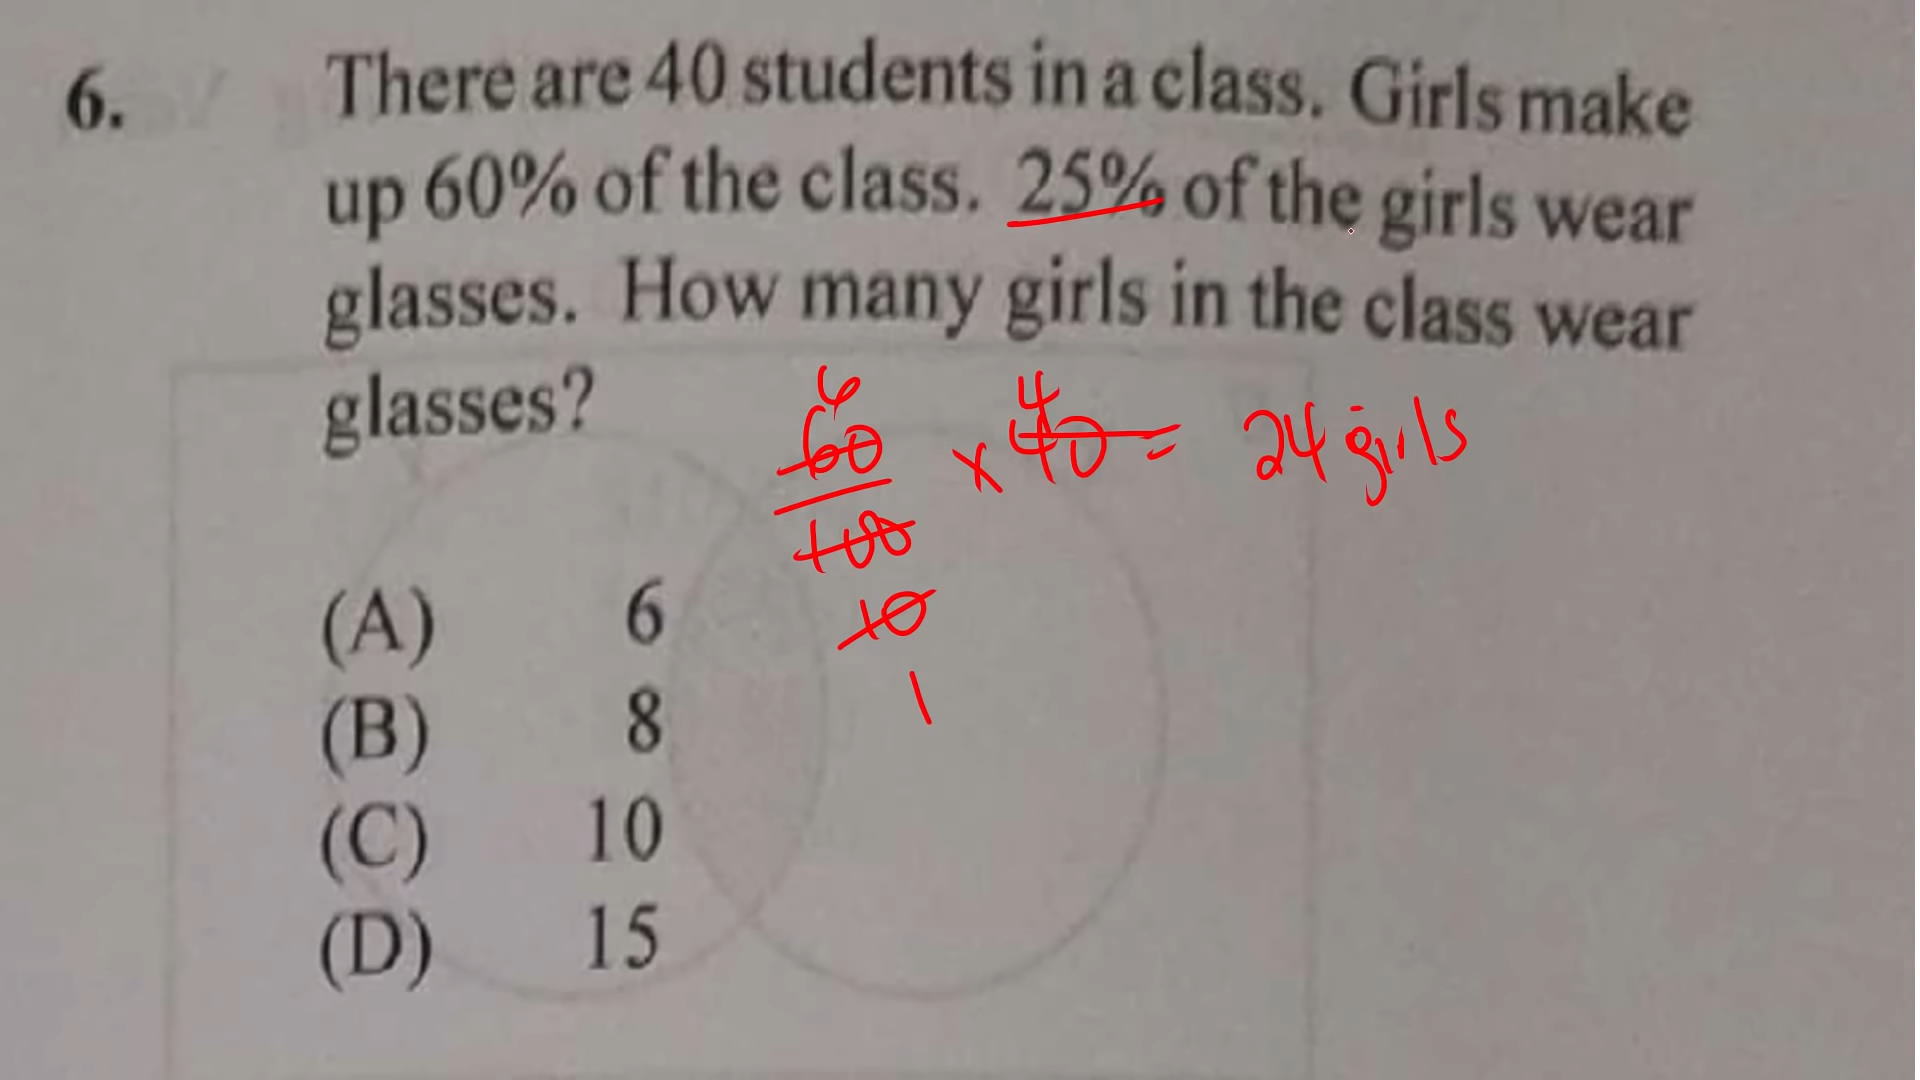 6. There are 40 students in a class. Girls make
up 60% of the class. 25% of the girls wear
glasses. How many girls in the class wear
glasses?
6 4
60 × 40 = 24 girls
100
10
1
(A) 6
(B) 8
(C) 10
(D) 15